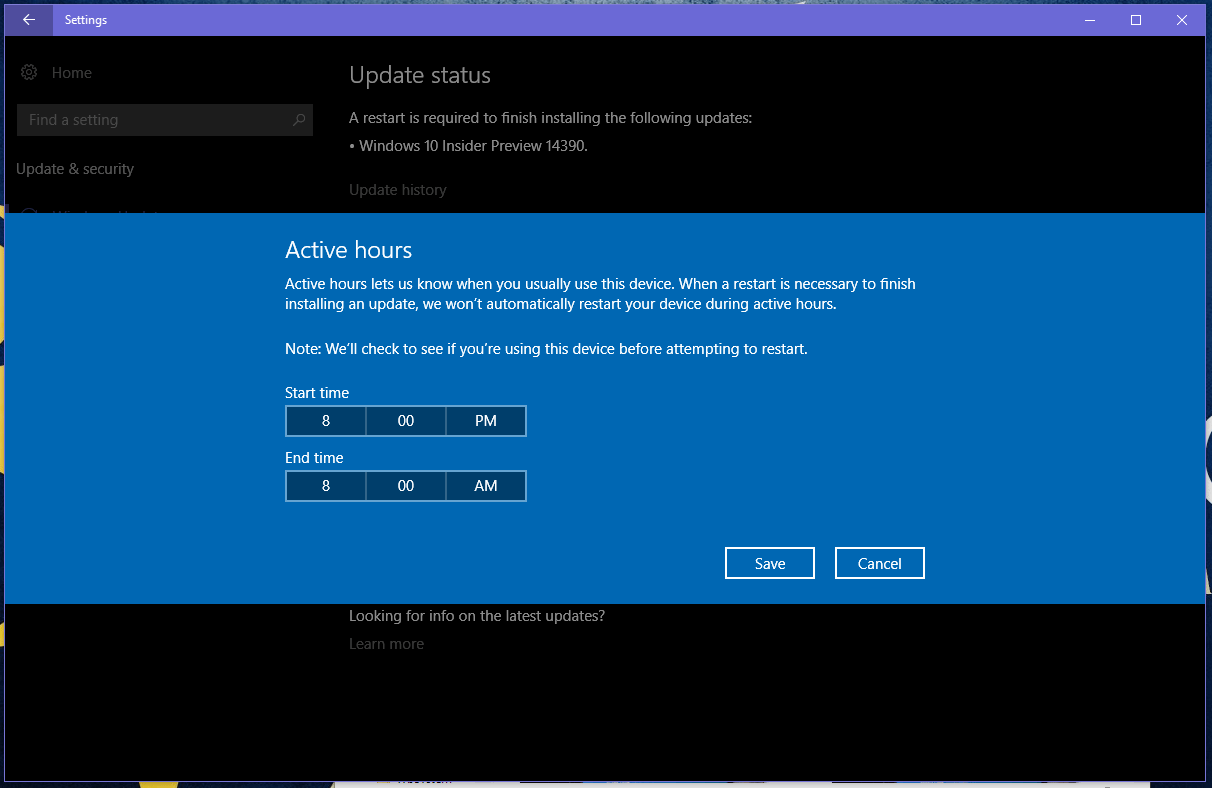 Settings
Home
Find a setting
Update & security
Update status
A restart is required to finish installing the following updates:
• Windows 10 Insider Preview 14390.
Update history
Active hours
Active hours lets us know when you usually use this device. When a restart is necessary to finish
installing an update, we won’t automatically restart your device during active hours.
Note: We’ll check to see if you’re using this device before attempting to restart.
Start time
8 00 PM
End time
8 00 AM
Save Cancel
Looking for info on the latest updates?
Learn more